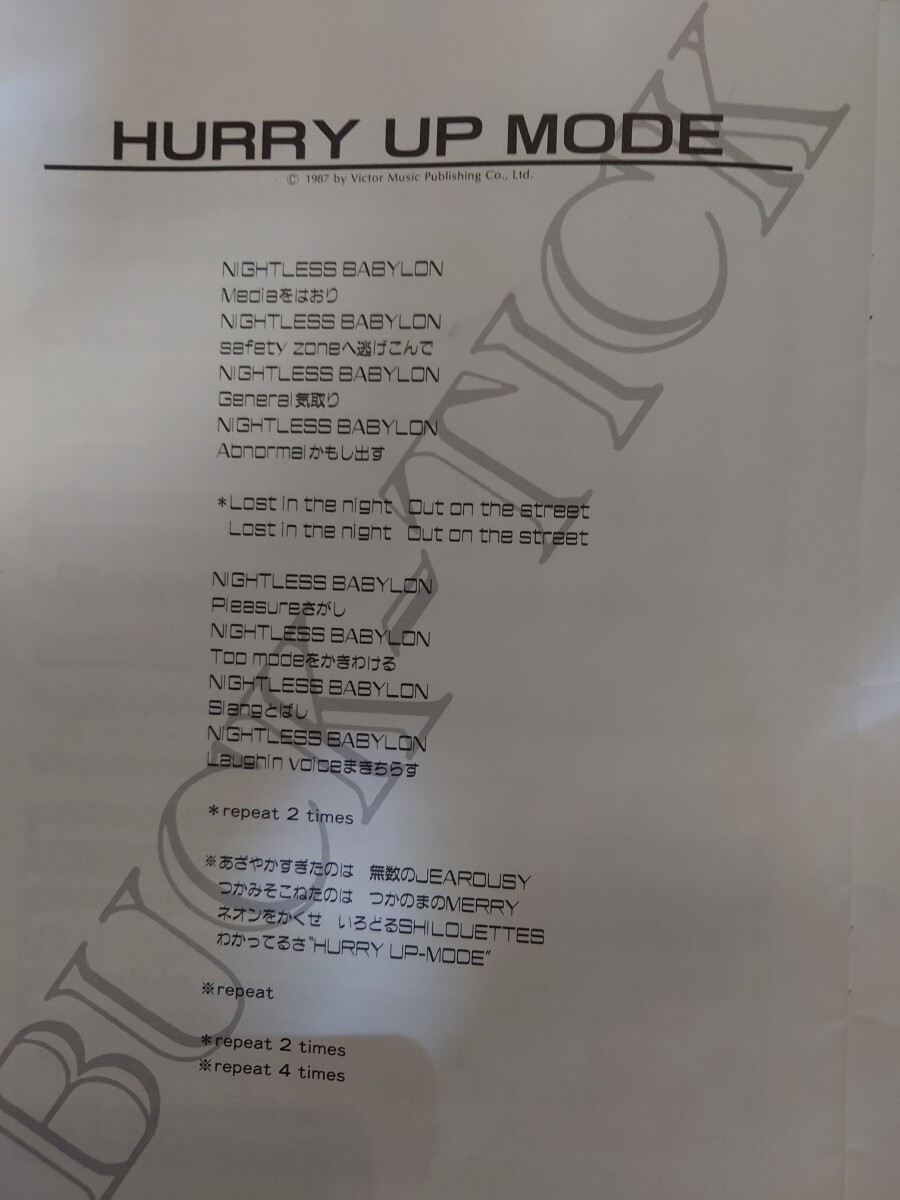 HURRY UP MODE
© 1987 by Victor Music Publishing Co., Ltd.
NIGHTLESS BABYLON
Mediaをはおり
NIGHTLESS BABYLON
safety zoneへ逃げこんで
NIGHTLESS BABYLON
General気取り
NIGHTLESS BABYLON
Abnormalかもし出す
*Lost in the night Out on the street
Lost in the night Out on the street
NIGHTLESS BABYLON
Pleasureさがし
NIGHTLESS BABYLON
Top modeをかきわける
NIGHTLESS BABYLON
Slangとばし
NIGHTLESS BABYLON
Laughin voiceまきちらす
*repeat 2 times
※あざやかすぎたのは 無数のJEAROUSY
つかみそこねたのは つかのまのMERRY
ネオンをかくせ いろどるSHILOUETTES
わかってるさ"HURRY UP-MODE"
※repeat
*repeat 2 times
※repeat 4 times
BUCK-TICK